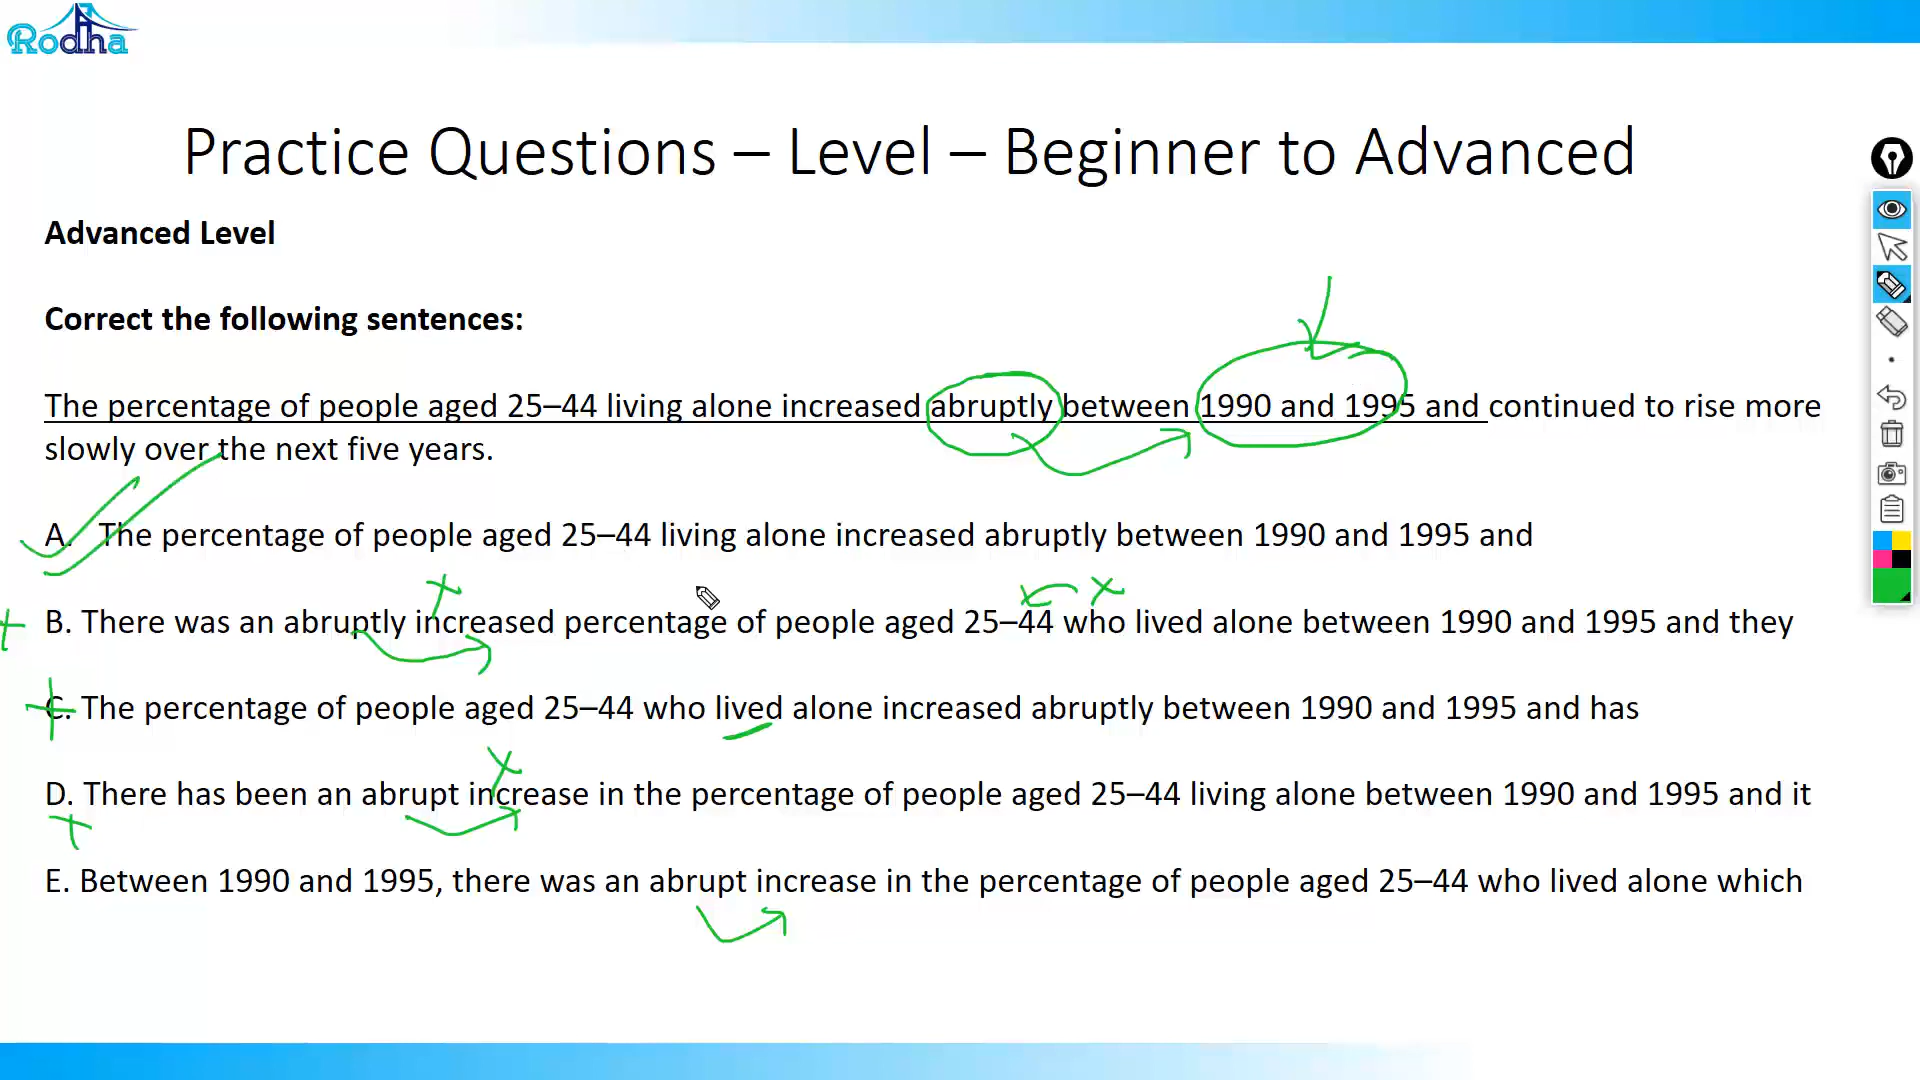 Rodha
Practice Questions – Level – Beginner to Advanced
Advanced Level
Correct the following sentences:
The percentage of people aged 25–44 living alone increased abruptly between 1990 and 1995 and continued to rise more
slowly over the next five years.
A. The percentage of people aged 25–44 living alone increased abruptly between 1990 and 1995 and
B. There was an abruptly increased percentage of people aged 25–44 who lived alone between 1990 and 1995 and they
C. The percentage of people aged 25–44 who lived alone increased abruptly between 1990 and 1995 and has
D. There has been an abrupt increase in the percentage of people aged 25–44 living alone between 1990 and 1995 and it
E. Between 1990 and 1995, there was an abrupt increase in the percentage of people aged 25–44 who lived alone which